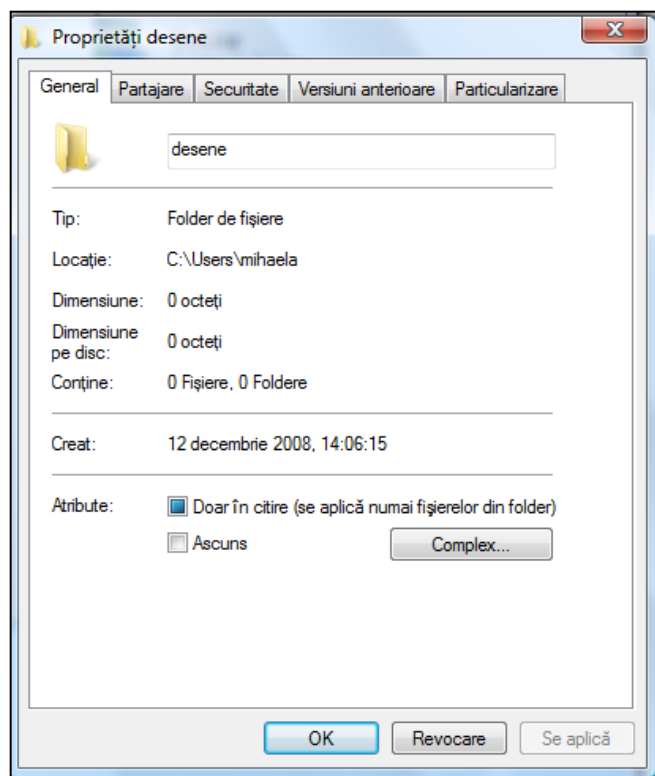 Proprietăți desene
General Partajare Securitate Versiuni anterioare Particularizare
desene
Tip: Folder de fișiere
Locație: C:\Users\mihaela
Dimensiune: 0 octeți
Dimensiune
pe disc: 0 octeți
Conține: 0 Fișiere, 0 Foldere
Creat: 12 decembrie 2008, 14:06:15
Atribute: Doar în citire (se aplică numai fișierelor din folder)
Ascuns Complex...
OK Revocare Se aplică